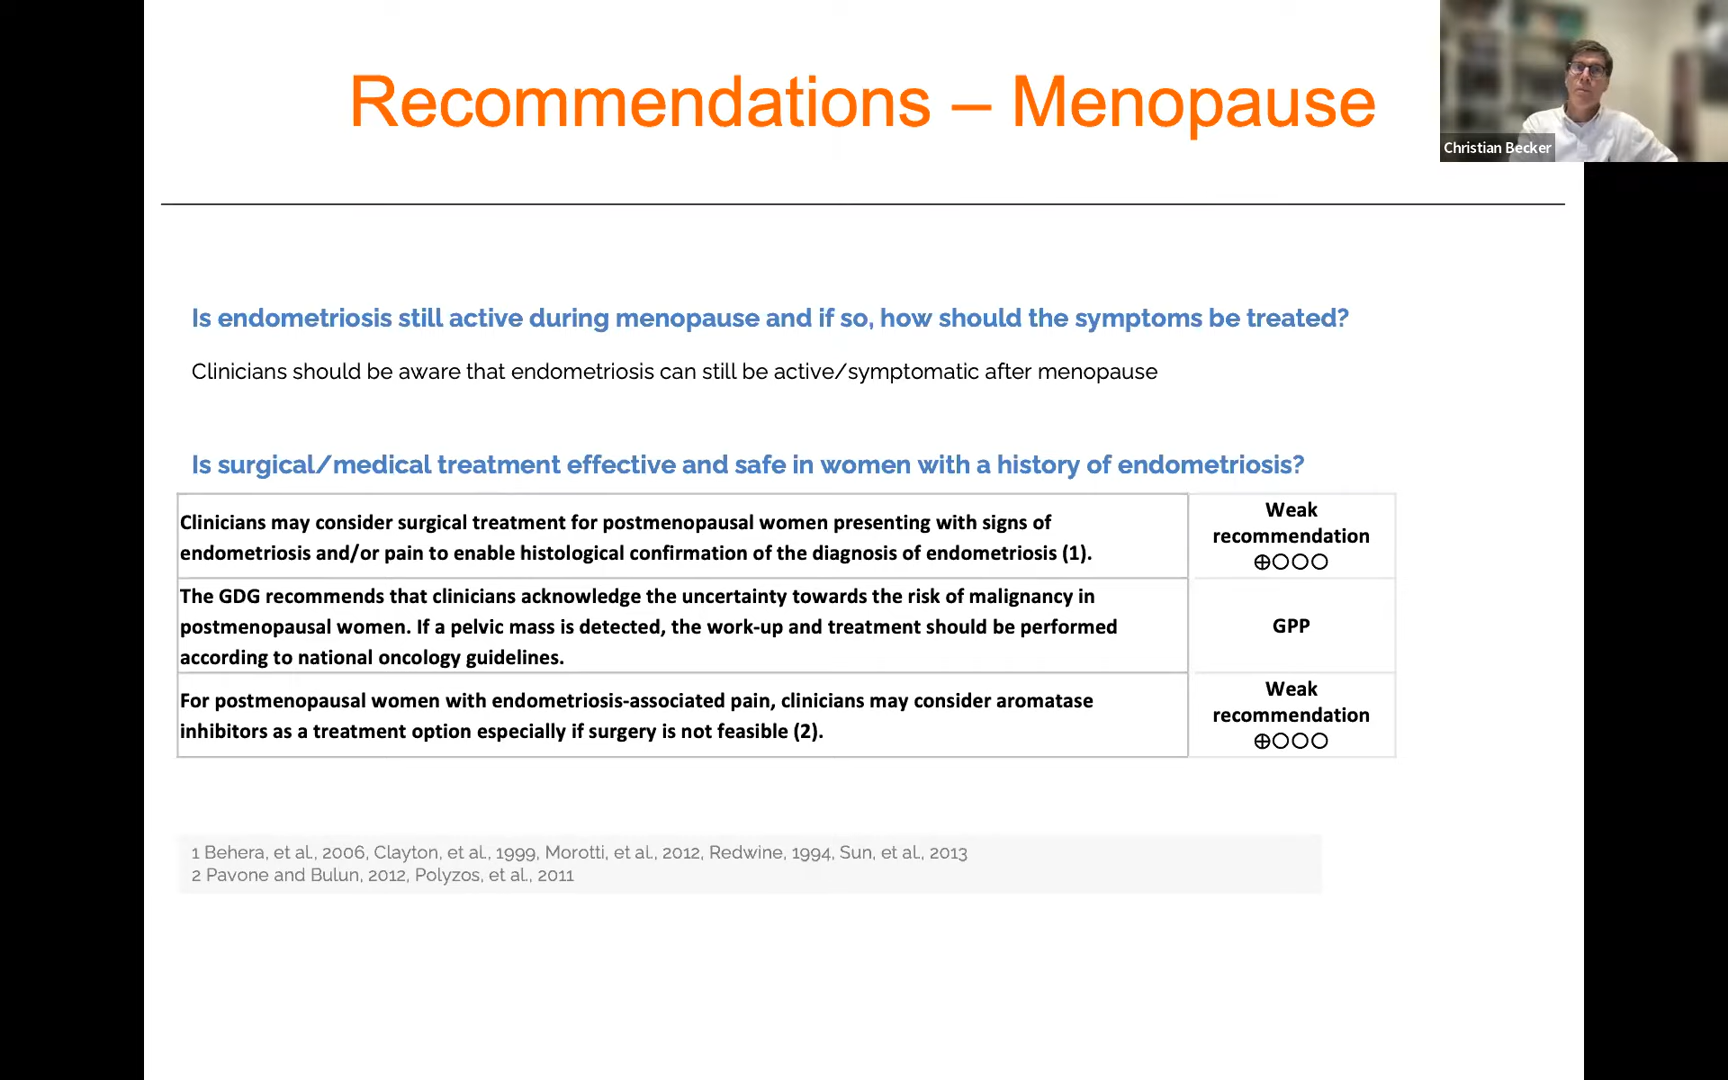 Recommendations – Menopause
Christian Becker
Is endometriosis still active during menopause and if so, how should the symptoms be treated?
Clinicians should be aware that endometriosis can still be active/symptomatic after menopause
Is surgical/medical treatment effective and safe in women with a history of endometriosis?
Clinicians may consider surgical treatment for postmenopausal women presenting with signs of
endometriosis and/or pain to enable histological confirmation of the diagnosis of endometriosis (1).
Weak
recommendation
⊕○○○
The GDG recommends that clinicians acknowledge the uncertainty towards the risk of malignancy in
postmenopausal women. If a pelvic mass is detected, the work-up and treatment should be performed
according to national oncology guidelines.
GPP
For postmenopausal women with endometriosis-associated pain, clinicians may consider aromatase
inhibitors as a treatment option especially if surgery is not feasible (2).
Weak
recommendation
⊕○○○
1 Behera, et al., 2006, Clayton, et al., 1999, Morotti, et al., 2012, Redwine, 1994, Sun, et al., 2013
2 Pavone and Bulun, 2012, Polyzos, et al., 2011